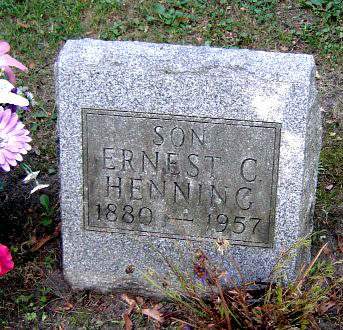 SON
ERNEST C
HENNING
1880 — 1957